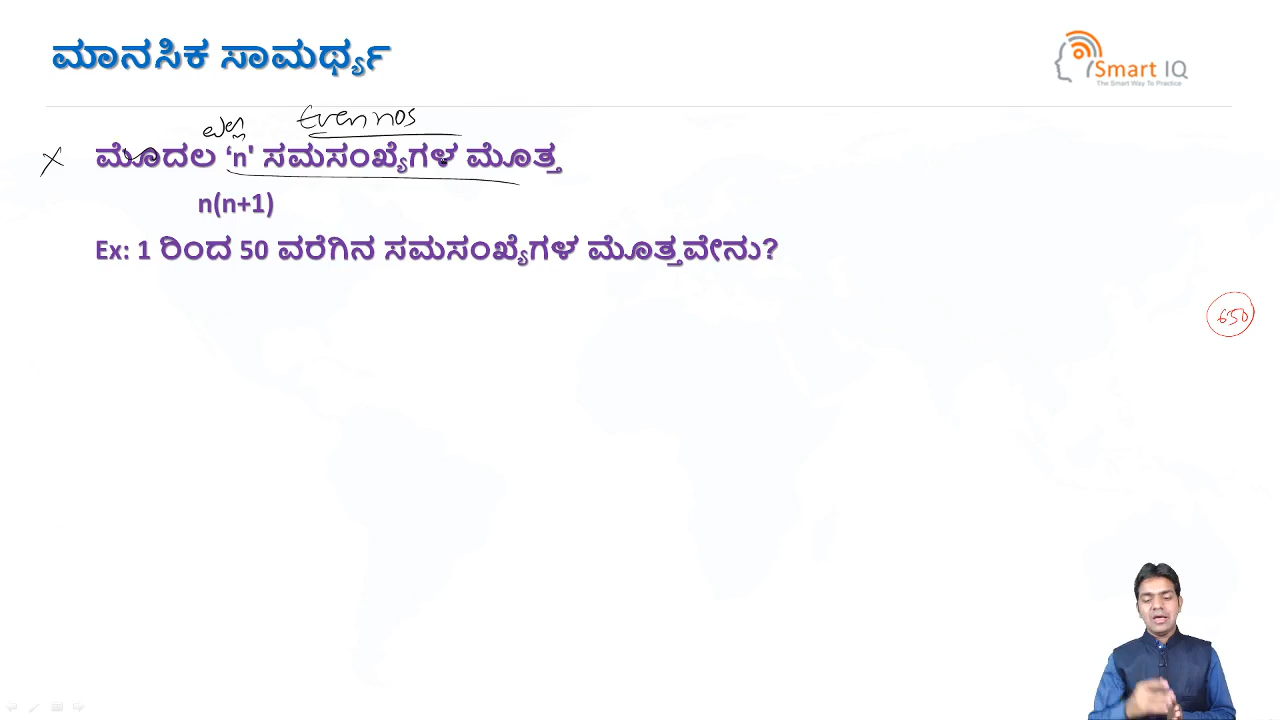 ಮಾನಸಿಕ ಸಾಮರ್ಥ್ಯ
Smart IQ
The Smart Way To Practice
ಎಲ್ಲ Even nos
ಮೊದಲ ‘n' ಸಮಸಂಖ್ಯೆಗಳ ಮೊತ್ತ
n(n+1)
Ex: 1 ರಿಂದ 50 ವರೆಗಿನ ಸಮಸಂಖ್ಯೆಗಳ ಮೊತ್ತವೇನು?
650